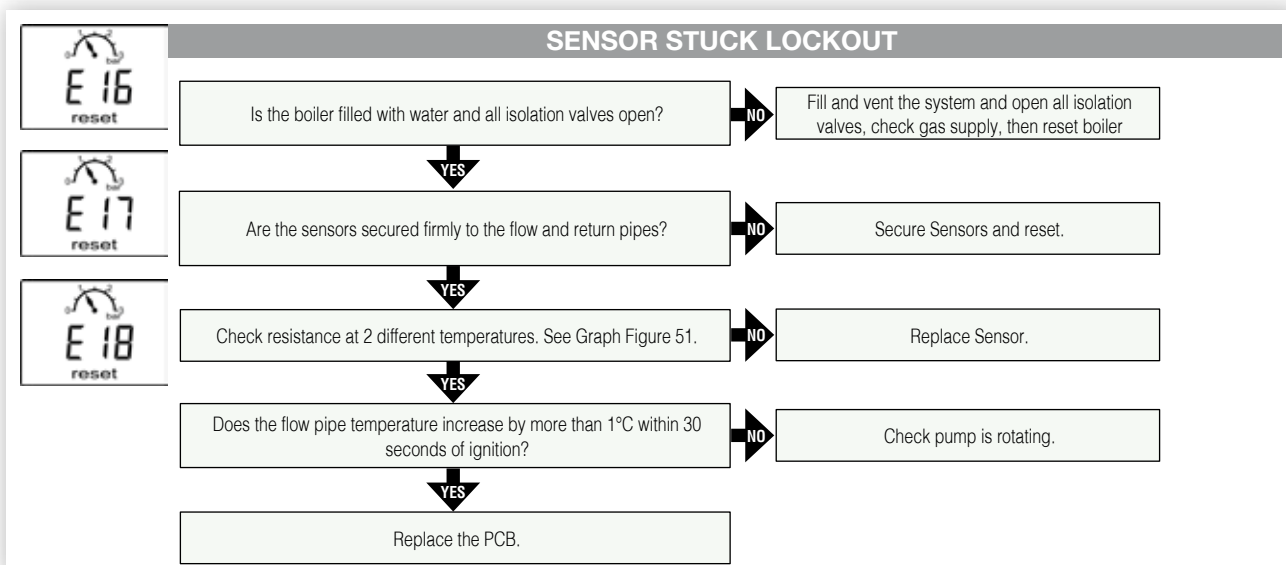 SENSOR STUCK LOCKOUT
E 16
reset
Is the boiler filled with water and all isolation valves open?
NO
Fill and vent the system and open all isolation
valves, check gas supply, then reset boiler
YES
E 17
reset
Are the sensors secured firmly to the flow and return pipes?
NO
Secure Sensors and reset.
YES
E 18
reset
Check resistance at 2 different temperatures. See Graph Figure 51.
NO
Replace Sensor.
YES
Does the flow pipe temperature increase by more than 1ºC within 30
seconds of ignition?
NO
Check pump is rotating.
YES
Replace the PCB.